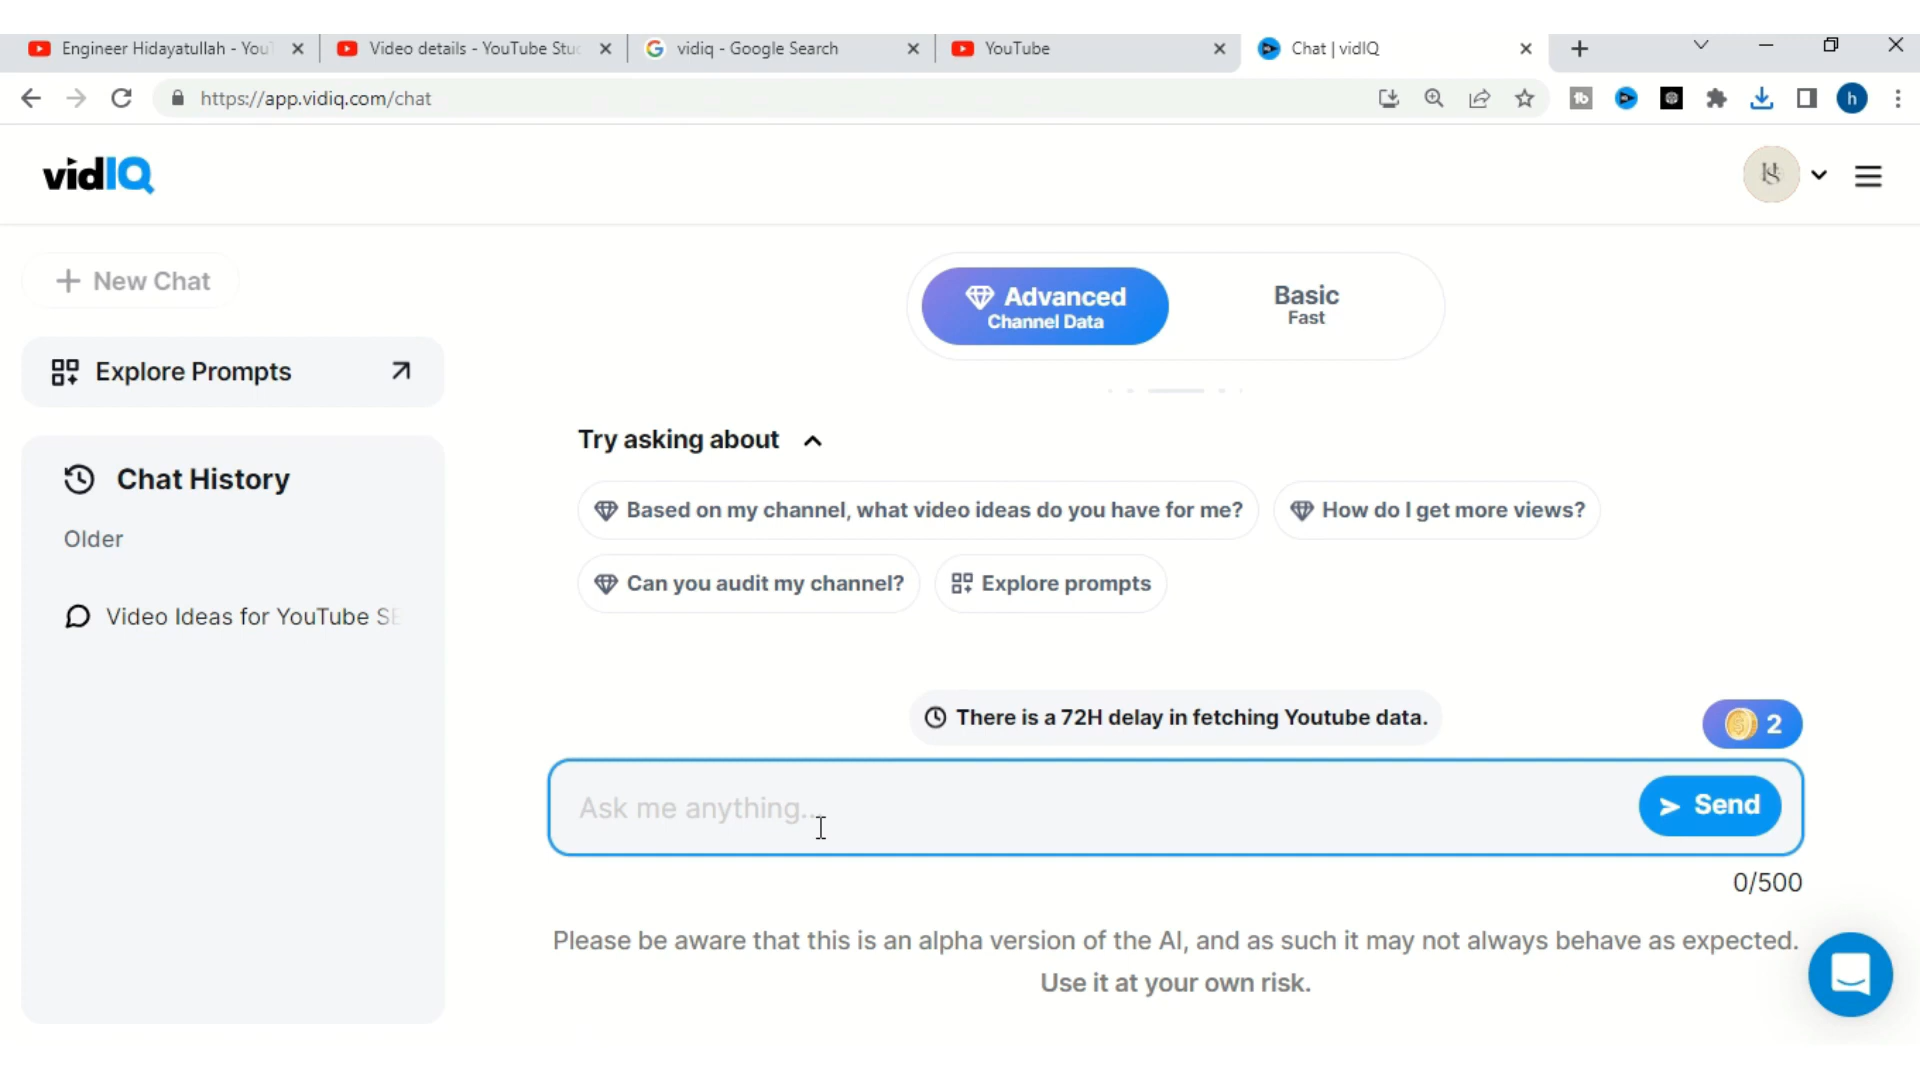 Engineer Hidayatullah - YouT
Video details - YouTube Stud
vidiq - Google Search
YouTube
Chat | vidIQ
https://app.vidiq.com/chat
h
vidIQ
New Chat
Advanced
Channel Data
Basic
Fast
Explore Prompts
Try asking about
Chat History
Based on my channel, what video ideas do you have for me?
How do I get more views?
Older
Can you audit my channel?
Explore prompts
Video Ideas for YouTube SE
There is a 72H delay in fetching Youtube data.
2
Ask me anything...
Send
0/500
Please be aware that this is an alpha version of the AI, and as such it may not always behave as expected.
Use it at your own risk.